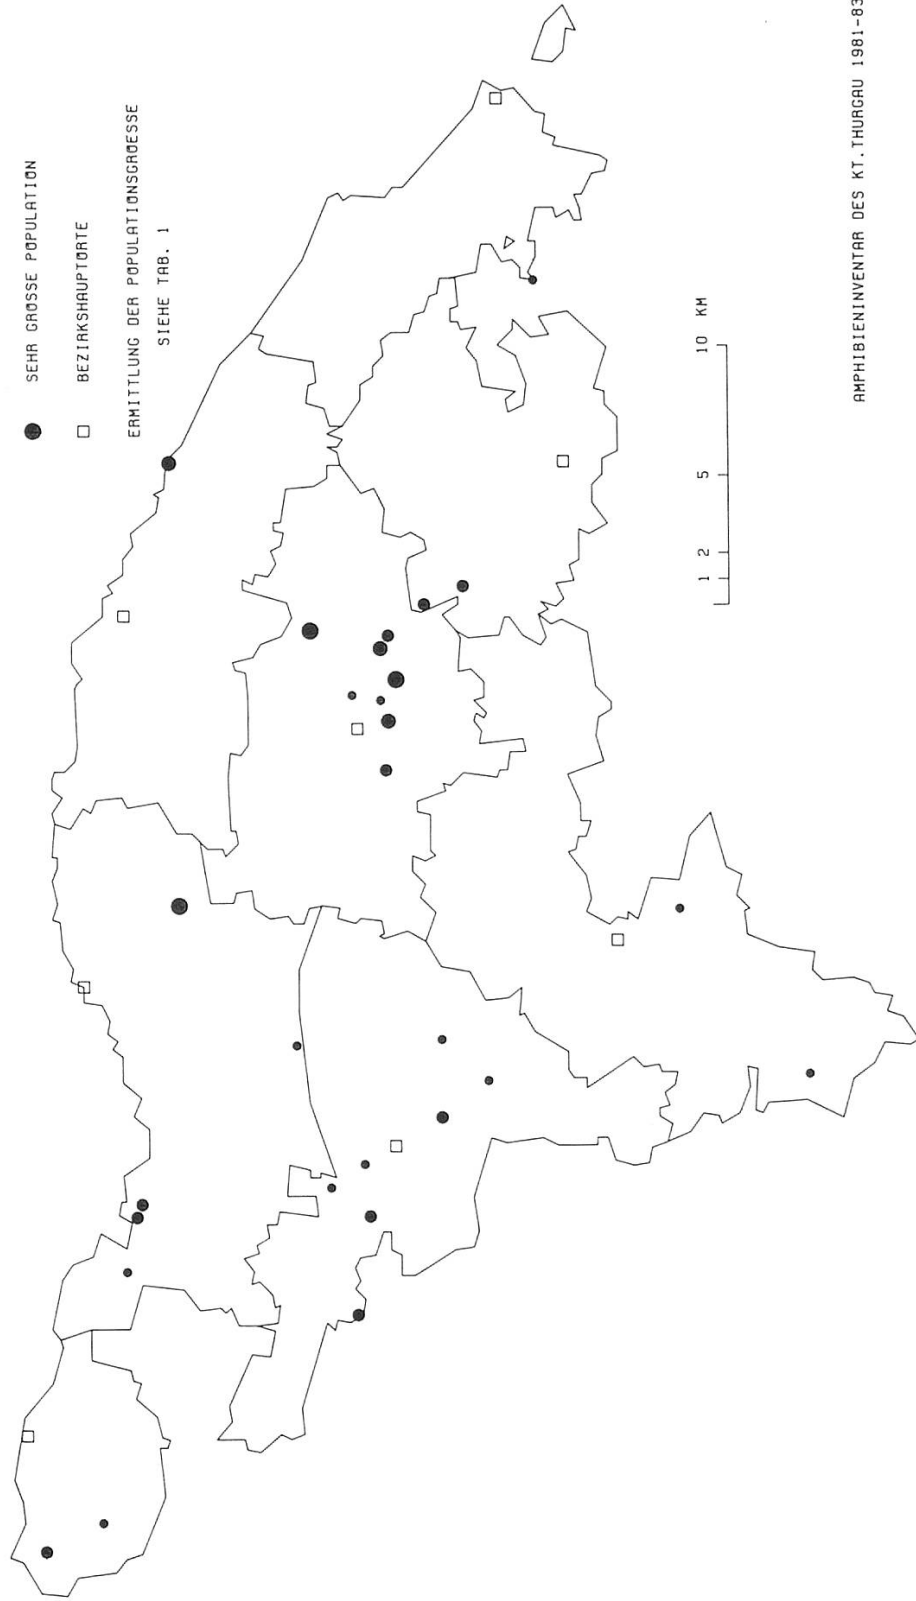 SEHR GROSSE POPULATION
BEZIRKSHAUPTORTE
ERMITTLUNG DER POPULATIONSGROESSE
SIEHE TAB. 1
1 2 5 10 KM
AMPHIBIENINVENTAR DES KT.THURGAU 1981-83